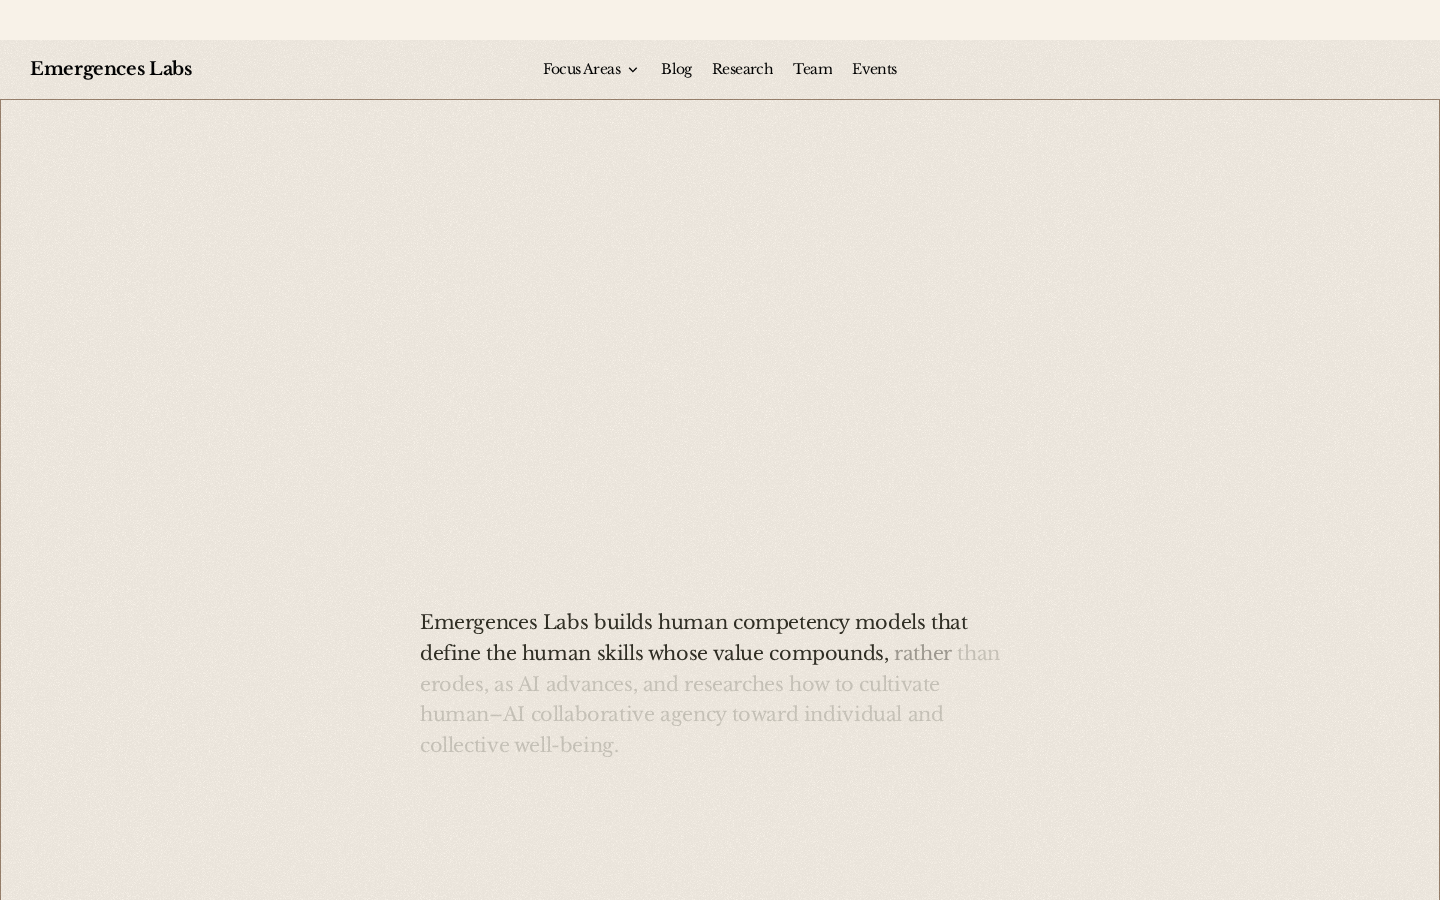 Emergences Labs
Focus Areas
Blog
Research
Team
Events
Emergences Labs builds human competency models that
define the human skills whose value compounds, rather than
erodes, as AI advances, and researches how to cultivate
human–AI collaborative agency toward individual and
collective well-being.